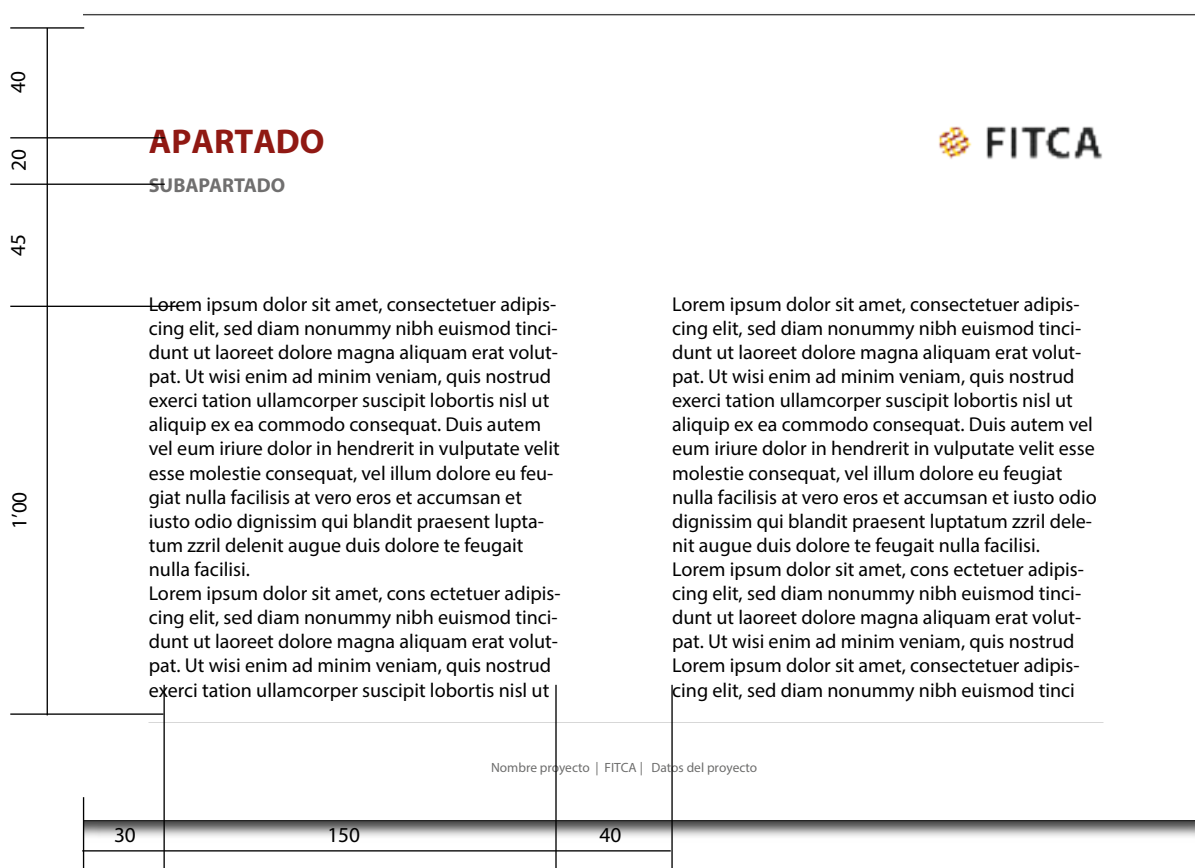 40
20
45
1'00
APARTADO
SUBAPARTADO
FITCA
Lorem ipsum dolor sit amet, consectetuer adipis-
cing elit, sed diam nonummy nibh euismod tinci-
dunt ut laoreet dolore magna aliquam erat volut-
pat. Ut wisi enim ad minim veniam, quis nostrud
exerci tation ullamcorper suscipit lobortis nisl ut
aliquip ex ea commodo consequat. Duis autem
vel eum iriure dolor in hendrerit in vulputate velit
esse molestie consequat, vel illum dolore eu feu-
giat nulla facilisis at vero eros et accumsan et
iusto odio dignissim qui blandit praesent lupta-
tum zzril delenit augue duis dolore te feugait
nulla facilisi.
Lorem ipsum dolor sit amet, cons ectetuer adipis-
cing elit, sed diam nonummy nibh euismod tinci-
dunt ut laoreet dolore magna aliquam erat volut-
pat. Ut wisi enim ad minim veniam, quis nostrud
exerci tation ullamcorper suscipit lobortis nisl ut
Lorem ipsum dolor sit amet, consectetuer adipis-
cing elit, sed diam nonummy nibh euismod tinci-
dunt ut laoreet dolore magna aliquam erat volut-
pat. Ut wisi enim ad minim veniam, quis nostrud
exerci tation ullamcorper suscipit lobortis nisl ut
aliquip ex ea commodo consequat. Duis autem vel
eum iriure dolor in hendrerit in vulputate velit esse
molestie consequat, vel illum dolore eu feugiat
nulla facilisis at vero eros et accumsan et iusto odio
dignissim qui blandit praesent luptatum zzril dele-
nit augue duis dolore te feugait nulla facilisi.
Lorem ipsum dolor sit amet, cons ectetuer adipis-
cing elit, sed diam nonummy nibh euismod tinci-
dunt ut laoreet dolore magna aliquam erat volut-
pat. Ut wisi enim ad minim veniam, quis nostrud
Lorem ipsum dolor sit amet, consectetuer adipis-
cing elit, sed diam nonummy nibh euismod tinci
Nombre proyecto | FITCA | Datos del proyecto
30 150 40